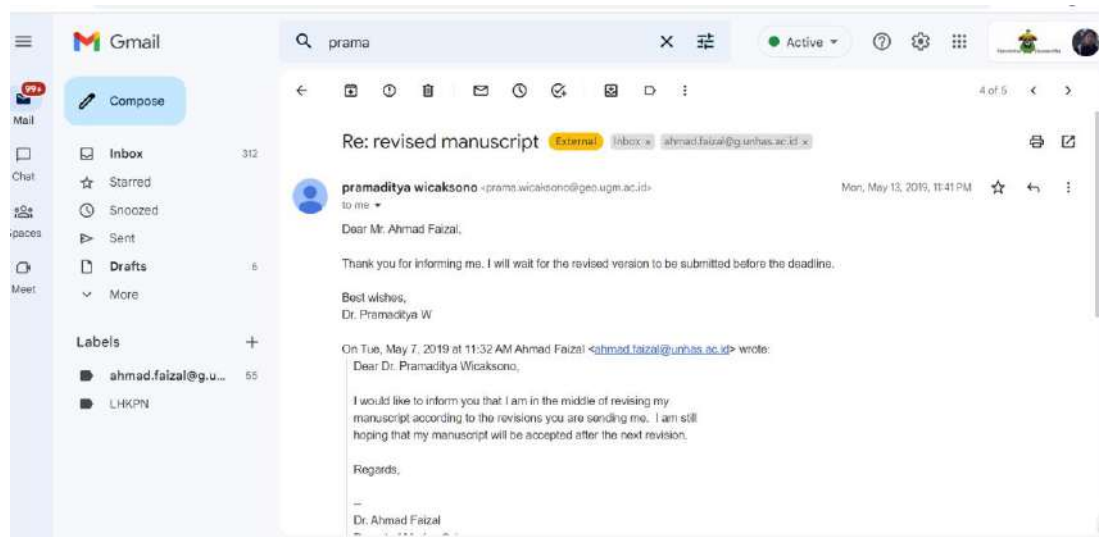 Gmail
prama
Active
99+
Mail
Compose
4 of 5
Inbox 312
Chat
Starred
Snoozed
Spaces
Sent
Drafts 6
Meet
More
Labels
ahmad.faizal@g.u... 55
LHKPN
Re: revised manuscript External Inbox x ahmad.faizal@g.unhas.ac.id x
pramaditya wicaksono <prama.wicaksono@geo.ugm.ac.id> Mon, May 13, 2019, 11:41 PM
to me
Dear Mr. Ahmad Faizal,
Thank you for informing me. I will wait for the revised version to be submitted before the deadline.
Best wishes,
Dr. Pramaditya W
On Tue, May 7, 2019 at 11:32 AM Ahmad Faizal <ahmad.faizal@unhas.ac.id> wrote:
Dear Dr. Pramaditya Wicaksono,
I would like to inform you that I am in the middle of revising my
manuscript according to the revisions you are sending me. I am still
hoping that my manuscript will be accepted after the next revision.
Regards,
--
Dr. Ahmad Faizal